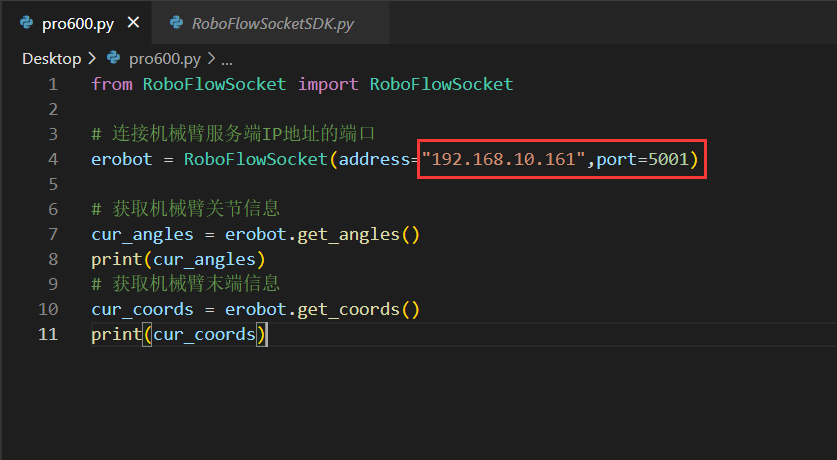 pro600.py
RoboFlowSocketSDK.py
Desktop > pro600.py > ...
1 from RoboFlowSocket import RoboFlowSocket
2
3 # 连接机械臂服务端IP地址的端口
4 erobot = RoboFlowSocket(address="192.168.10.161",port=5001)
5
6 # 获取机械臂关节信息
7 cur_angles = erobot.get_angles()
8 print(cur_angles)
9 # 获取机械臂末端信息
10 cur_coords = erobot.get_coords()
11 print(cur_coords)